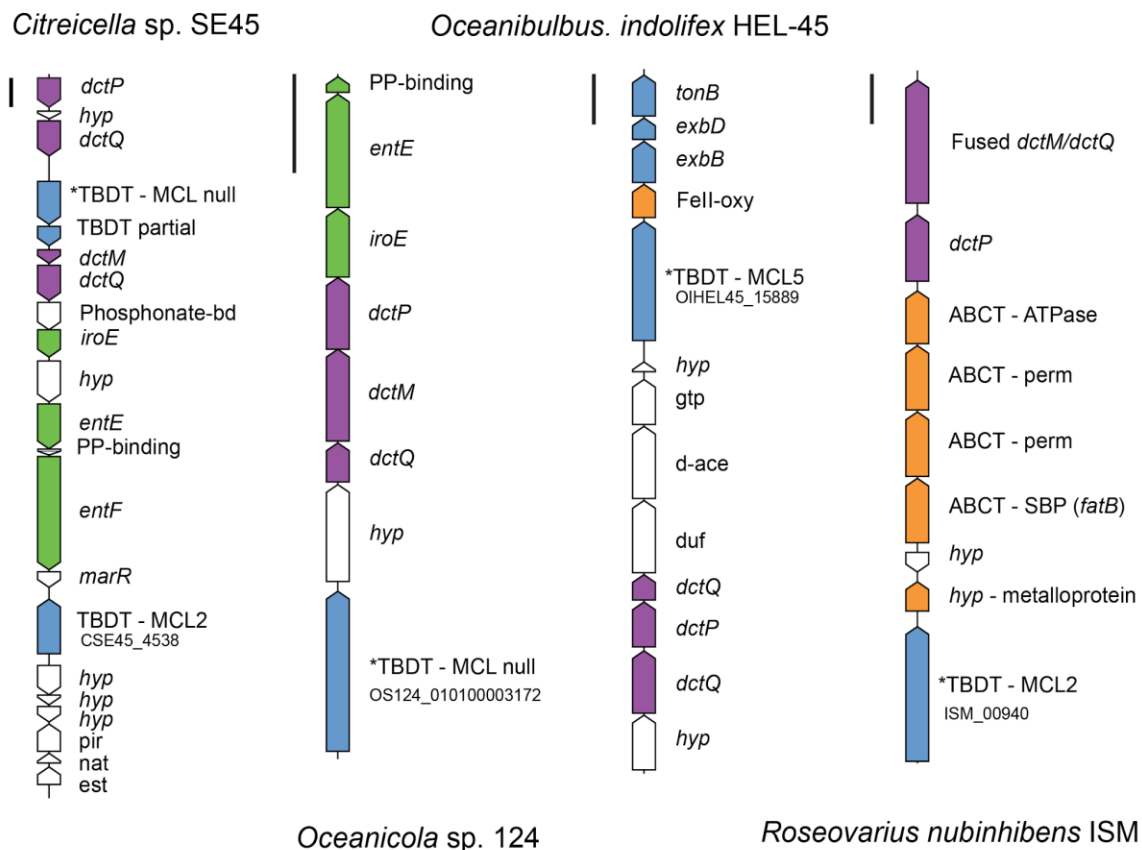 Citreicella sp. SE45
dctP
hyp
dctQ
*TBDT - MCL null
TBDT partial
dctM
dctQ
Phosphonate-bd
iroE
hyp
entE
PP-binding
entF
marR
TBDT - MCL2
CSE45_4538
hyp
hyp
hyp
pir
nat
est
PP-binding
entE
iroE
dctP
dctM
dctQ
hyp
*TBDT - MCL null
OS124_010100003172
Oceanicola sp. 124
Oceanibulbus. indolifex HEL-45
tonB
exbD
exbB
FeII-oxy
*TBDT - MCL5
OIHEL45_15889
hyp
gtp
d-ace
duf
dctQ
dctP
dctQ
hyp
Fused dctM/dctQ
dctP
ABCT - ATPase
ABCT - perm
ABCT - perm
ABCT - SBP (fatB)
hyp
hyp - metalloprotein
*TBDT - MCL2
ISM_00940
Roseovarius nubinhibens ISM